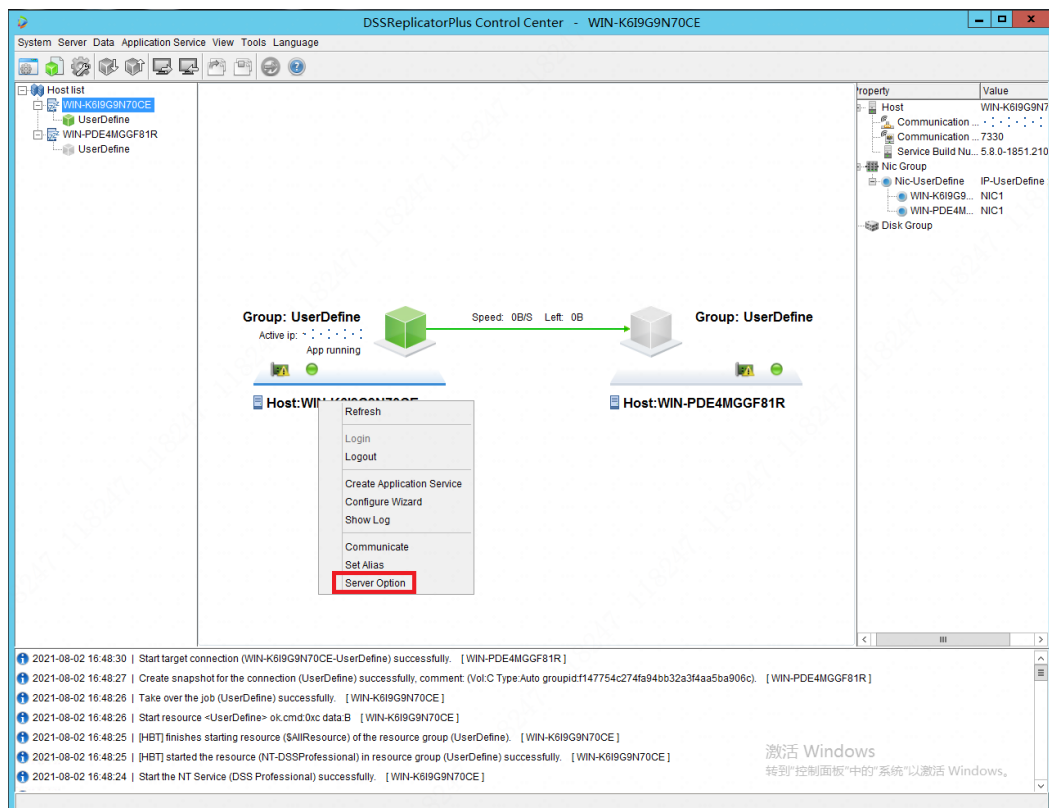 DSSReplicatorPlus Control Center - WIN-K6I9G9N70CE
System Server Data Application Service View Tools Language
Host list
WIN-K6I9G9N70CE
UserDefine
WIN-PDE4MGGF81R
UserDefine
Property Value
Host WIN-K6I9G9N7
Communication ...
Communication ... 7330
Service Build Nu... 5.8.0-1851.210
Nic Group
Nic-UserDefine IP-UserDefine
WIN-K6I9G9... NIC1
WIN-PDE4M... NIC1
Disk Group
Group: UserDefine
Active ip:
App running
Speed: 0B/S Left: 0B
Group: UserDefine
Host:WIN-K6I9G9N70CE
Host:WIN-PDE4MGGF81R
Refresh
Login
Logout
Create Application Service
Configure Wizard
Show Log
Communicate
Set Alias
Server Option
2021-08-02 16:48:30 | Start target connection (WIN-K6I9G9N70CE-UserDefine) successfully. [ WIN-PDE4MGGF81R ]
2021-08-02 16:48:27 | Create snapshot for the connection (UserDefine) successfully, comment: (Vol:C Type:Auto groupid:f147754c274fa94bb32a3f4aa5ba906c). [ WIN-PDE4MGGF81R ]
2021-08-02 16:48:26 | Take over the job (UserDefine) successfully. [ WIN-K6I9G9N70CE ]
2021-08-02 16:48:26 | Start resource <UserDefine> ok.cmd:0xc data:B [ WIN-K6I9G9N70CE ]
2021-08-02 16:48:25 | [HBT] finishes starting resource ($AllResource) of the resource group (UserDefine). [ WIN-K6I9G9N70CE ]
2021-08-02 16:48:25 | [HBT] started the resource (NT-DSSProfessional) in resource group (UserDefine) successfully. [ WIN-K6I9G9N70CE ]
2021-08-02 16:48:24 | Start the NT Service (DSS Professional) successfully. [ WIN-K6I9G9N70CE ]
激活 Windows
转到"控制面板"中的"系统"以激活 Windows。